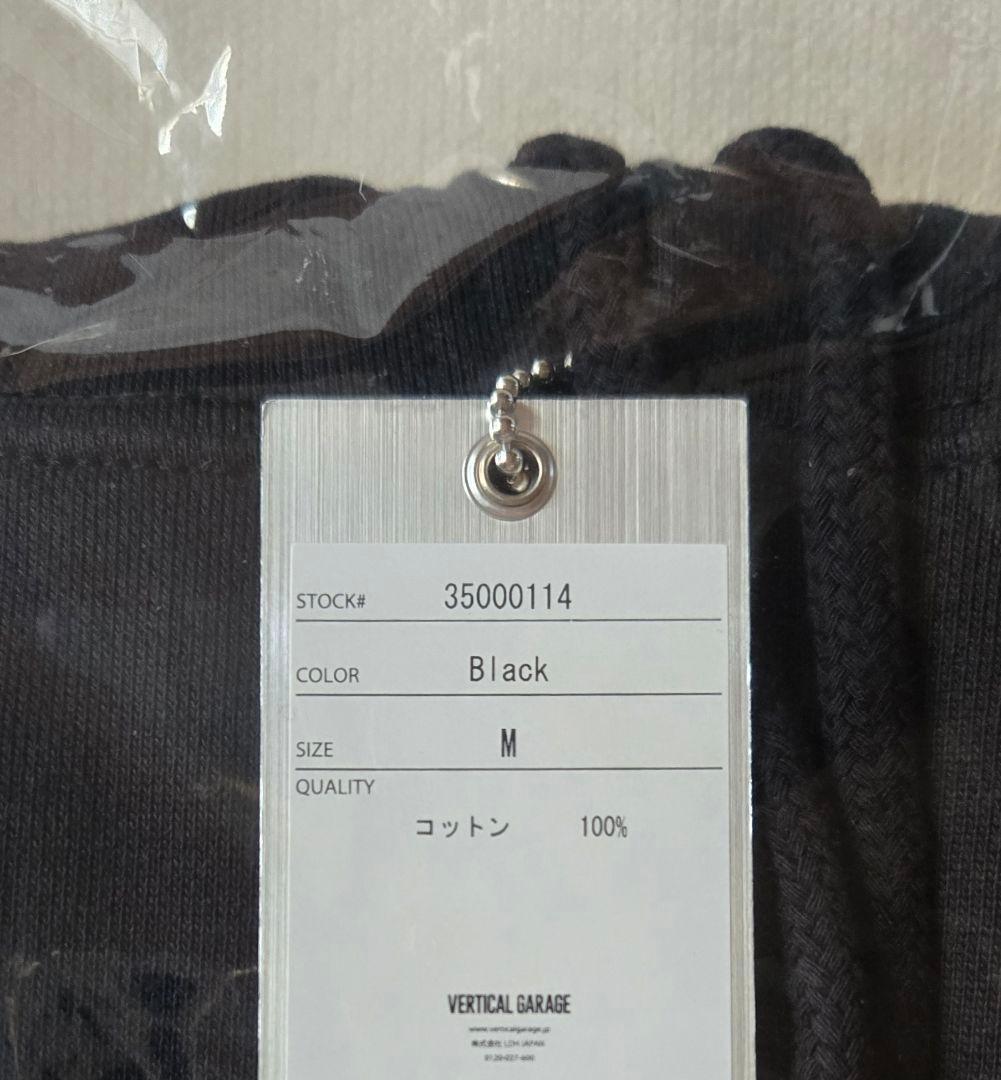 STOCK# 35000114
COLOR Black
SIZE M
QUALITY
コットン 100%
VERTICAL GARAGE
www.verticalgarage.jp
株式会社 LDH JAPAN